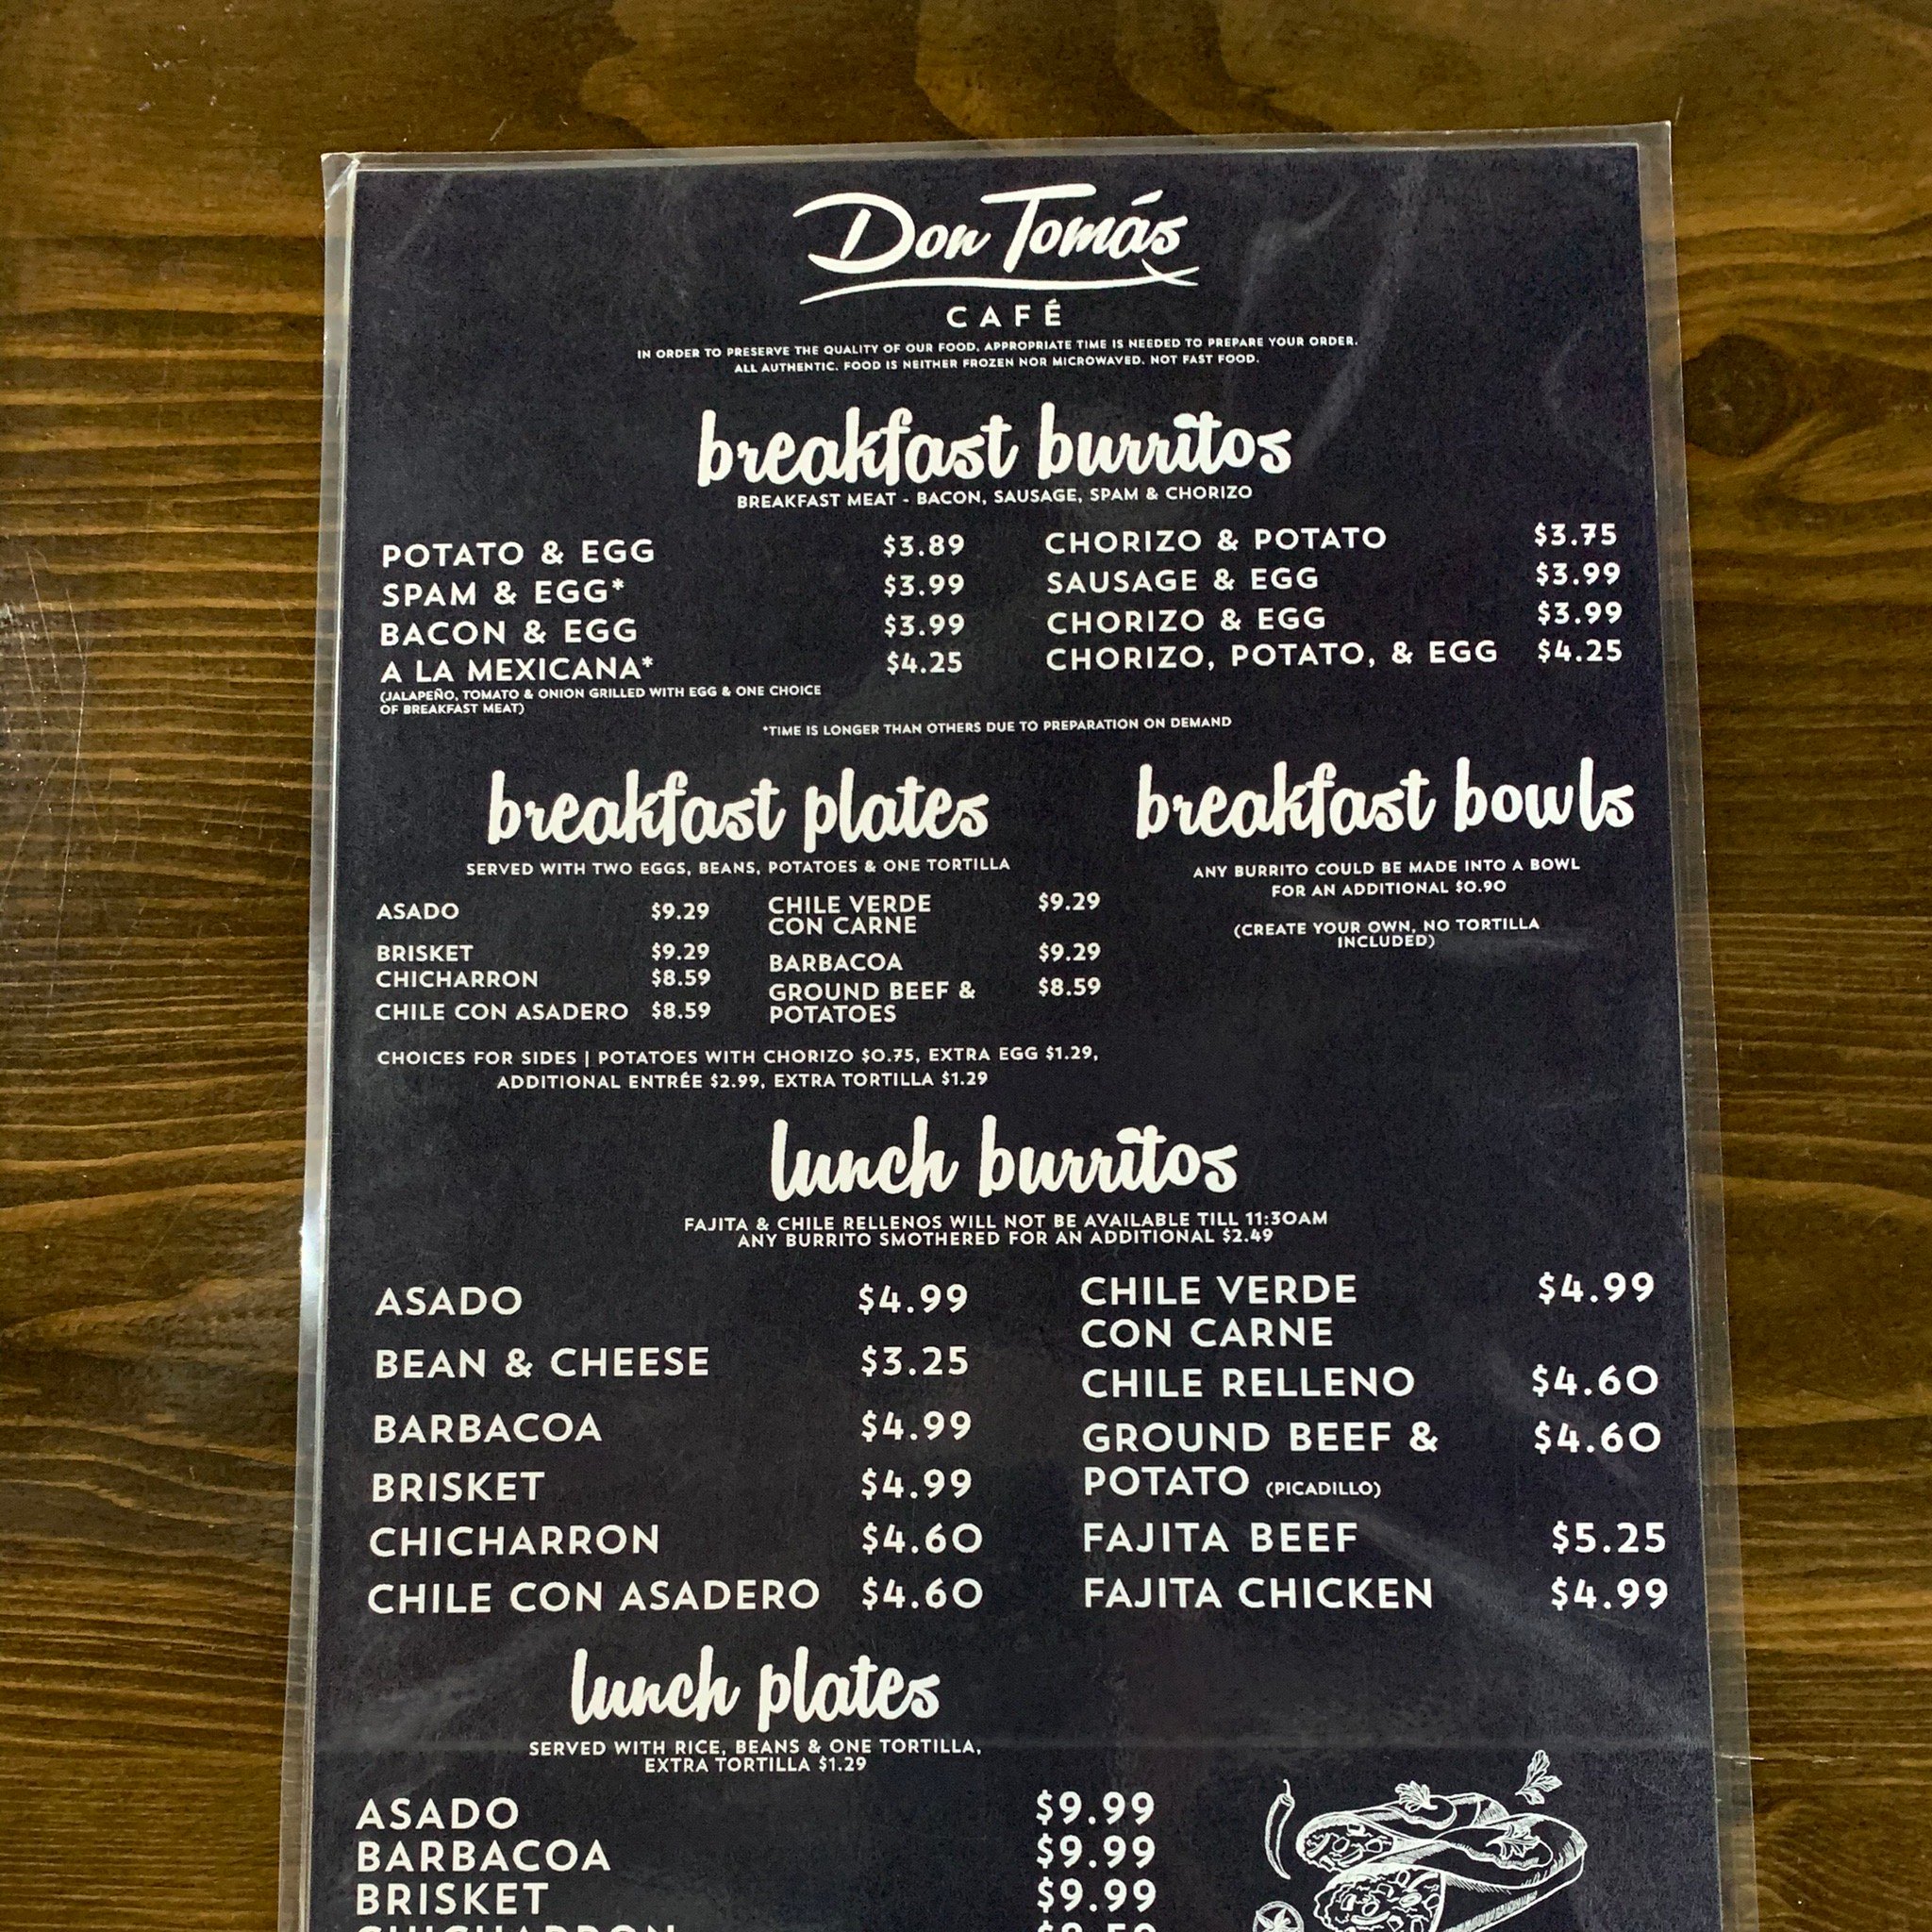 Don Tomás
CAFÉ
IN ORDER TO PRESERVE THE QUALITY OF OUR FOOD, APPROPRIATE TIME IS NEEDED TO PREPARE YOUR ORDER.
ALL AUTHENTIC. FOOD IS NEITHER FROZEN NOR MICROWAVED. NOT FAST FOOD.
breakfast burritos
BREAKFAST MEAT - BACON, SAUSAGE, SPAM & CHORIZO
POTATO & EGG $3.89
SPAM & EGG* $3.99
BACON & EGG $3.99
A LA MEXICANA* $4.25
(JALAPEÑO, TOMATO & ONION GRILLED WITH EGG & ONE CHOICE
OF BREAKFAST MEAT)
CHORIZO & POTATO $3.75
SAUSAGE & EGG $3.99
CHORIZO & EGG $3.99
CHORIZO, POTATO, & EGG $4.25
*TIME IS LONGER THAN OTHERS DUE TO PREPARATION ON DEMAND
breakfast plates
SERVED WITH TWO EGGS, BEANS, POTATOES & ONE TORTILLA
ASADO $9.29
BRISKET $9.29
CHICHARRON $8.59
CHILE CON ASADERO $8.59
CHILE VERDE $9.29
CON CARNE
BARBACOA $9.29
GROUND BEEF & $8.59
POTATOES
CHOICES FOR SIDES | POTATOES WITH CHORIZO $0.75, EXTRA EGG $1.29,
ADDITIONAL ENTRÉE $2.99, EXTRA TORTILLA $1.29
breakfast bowls
ANY BURRITO COULD BE MADE INTO A BOWL
FOR AN ADDITIONAL $0.90
(CREATE YOUR OWN, NO TORTILLA
INCLUDED)
lunch burritos
FAJITA & CHILE RELLENOS WILL NOT BE AVAILABLE TILL 11:30AM
ANY BURRITO SMOTHERED FOR AN ADDITIONAL $2.49
ASADO $4.99
BEAN & CHEESE $3.25
BARBACOA $4.99
BRISKET $4.99
CHICHARRON $4.60
CHILE CON ASADERO $4.60
CHILE VERDE $4.99
CON CARNE
CHILE RELLENO $4.60
GROUND BEEF & $4.60
POTATO (PICADILLO)
FAJITA BEEF $5.25
FAJITA CHICKEN $4.99
lunch plates
SERVED WITH RICE, BEANS & ONE TORTILLA,
EXTRA TORTILLA $1.29
ASADO $9.99
BARBACOA $9.99
BRISKET $9.99